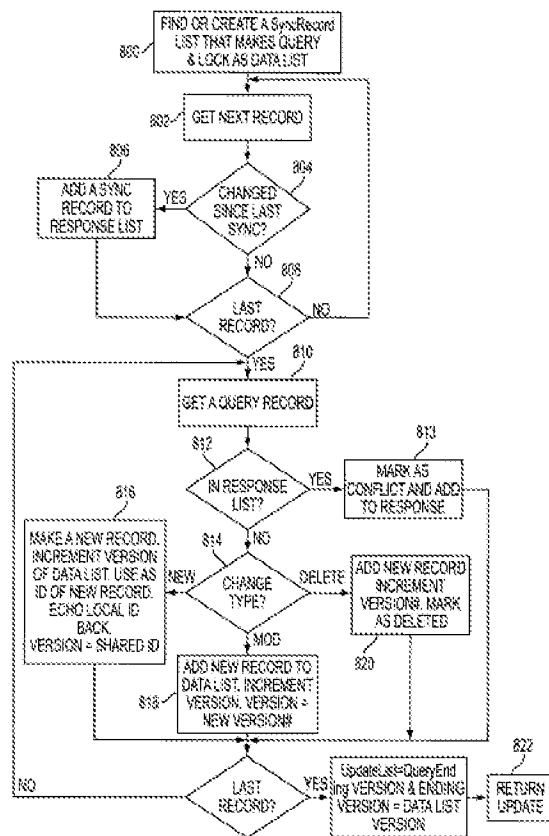 FIND OR CREATE A SyncRecord
LIST THAT MAKES QUERY
& LOCK AS DATA LIST
800
GET NEXT RECORD
802
806
804
ADD A SYNC
RECORD TO
RESPONSE LIST
YES
CHANGED
SINCE LAST
SYNC?
NO
808
LAST
RECORD?
NO
YES
810
GET A QUERY RECORD
812
813
IN RESPONSE
LIST?
YES
MARK AS
CONFLICT AND ADD
TO RESPONSE
816
NO
814
MAKE A NEW RECORD.
INCREMENT VERSION
OF DATA LIST. USE AS
ID OF NEW RECORD.
ECHO LOCAL ID
BACK.
VERSION = SHARED ID
NEW
CHANGE
TYPE?
DELETE
ADD NEW RECORD
INCREMENT
VERSION#. MARK
AS DELETED
820
MOD
ADD NEW RECORD TO
DATA LIST. INCREMENT
VERSION. VERSION =
NEW VERSION#
818
NO
LAST
RECORD?
YES
UpdateList=QueryEnd
ing VERSION & ENDING
VERSION = DATA LIST
VERSION
822
RETURN
UPDATE